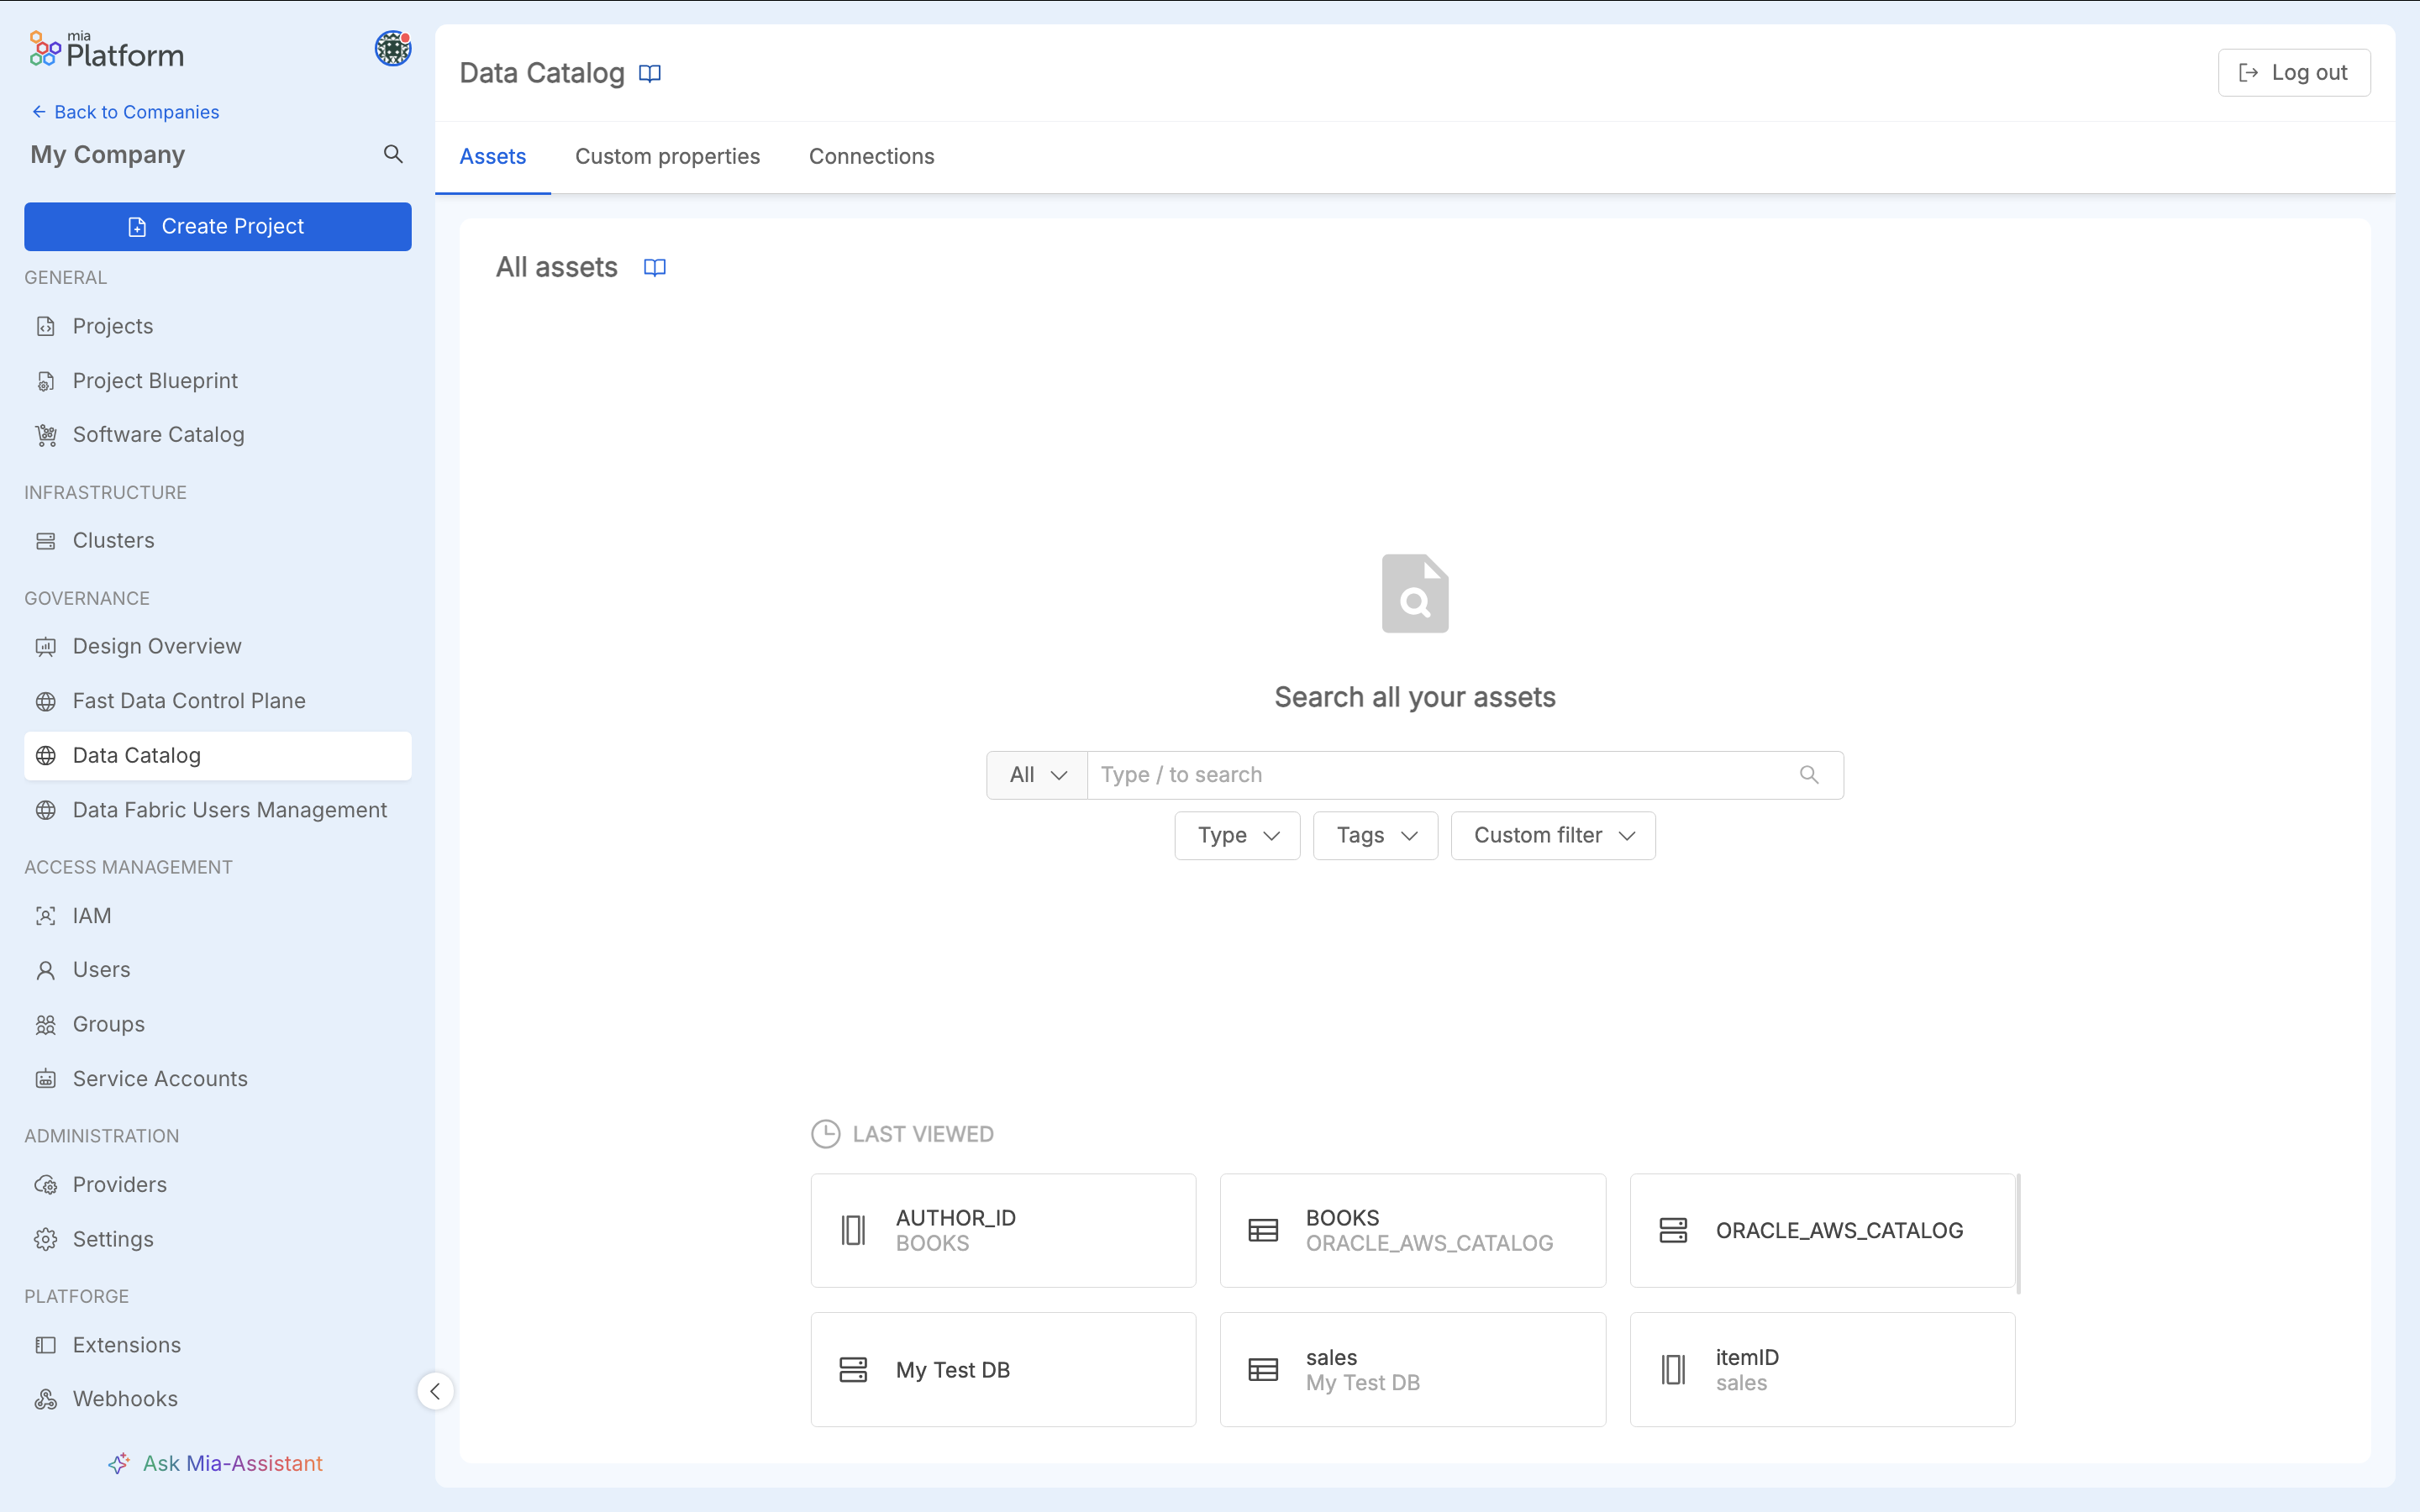 mia
Platform
Back to Companies
My Company
Create Project
GENERAL
Projects
Project Blueprint
Software Catalog
INFRASTRUCTURE
Clusters
GOVERNANCE
Design Overview
Fast Data Control Plane
Data Catalog
Data Fabric Users Management
ACCESS MANAGEMENT
IAM
Users
Groups
Service Accounts
ADMINISTRATION
Providers
Settings
PLATFORGE
Extensions
Webhooks
Ask Mia-Assistant
Data Catalog
Log out
Assets Custom properties Connections
All assets
Search all your assets
All Type / to search
Type Tags Custom filter
LAST VIEWED
AUTHOR_ID
BOOKS
BOOKS
ORACLE_AWS_CATALOG
ORACLE_AWS_CATALOG
My Test DB
sales
My Test DB
itemID
sales